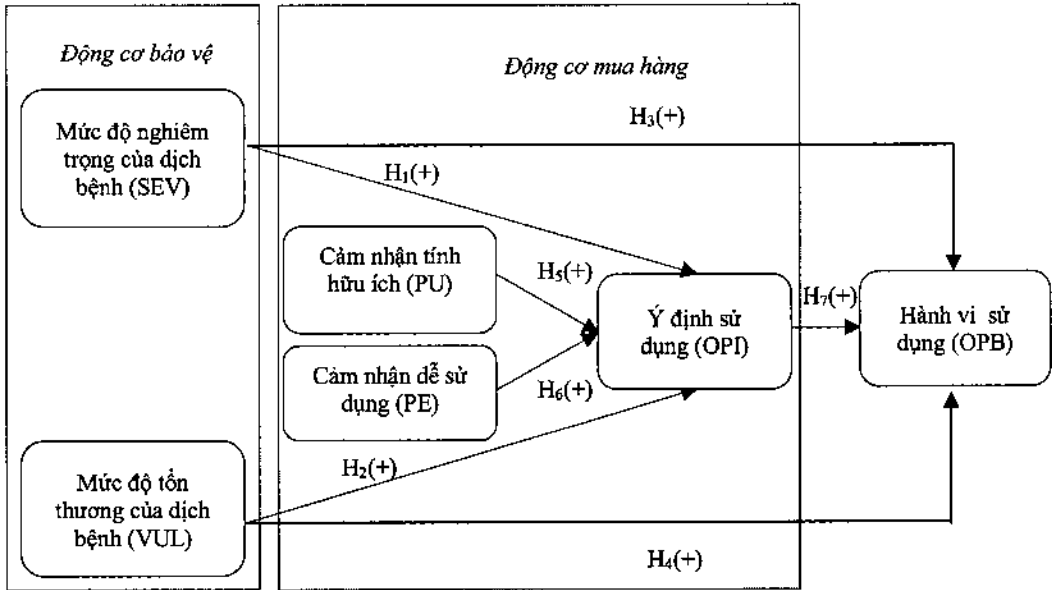 Động cơ bảo vệ
Mức độ nghiêm
trọng của dịch
bệnh (SEV)
Mức độ tổn
thương của dịch
bệnh (VUL)
Động cơ mua hàng
H₃(+)
H₁(+)
Cảm nhận tính
hữu ích (PU)
H₅(+)
Cảm nhận dễ sử
dụng (PE)
H₆(+)
H₂(+)
Ý định sử
dụng (OPI)
H₇(+)
Hành vi sử
dụng (OPB)
H₄(+)